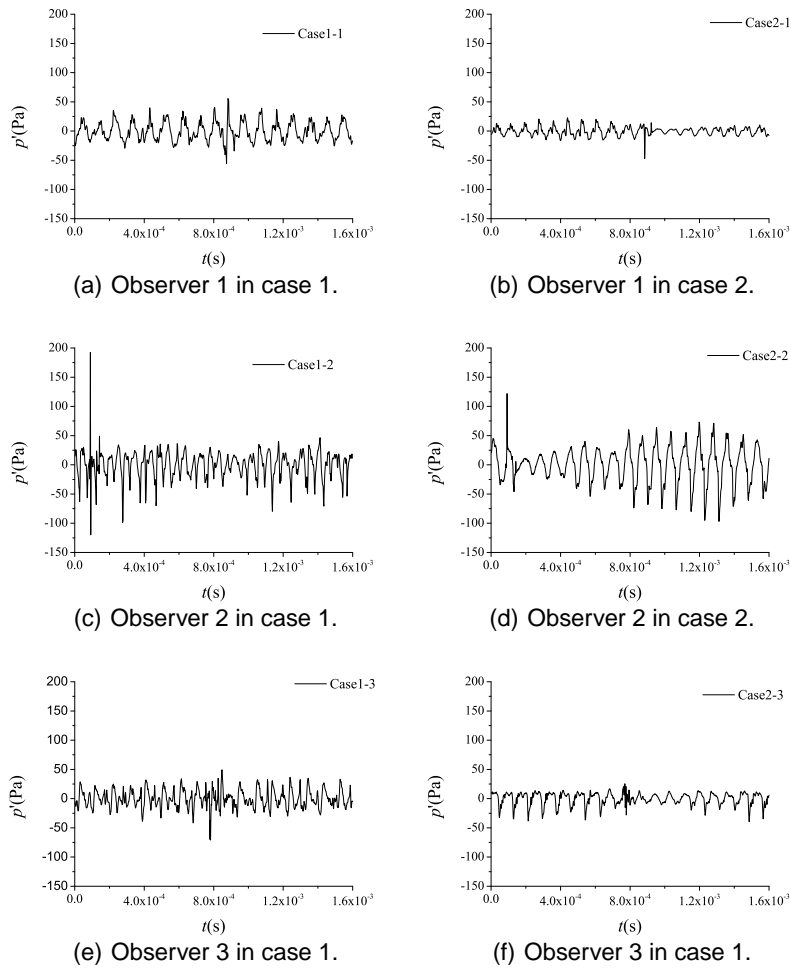 Case1-1
200
150
100
50
0
-50
-100
-150
p'(Pa)
0.0 4.0x10⁻⁴ 8.0x10⁻⁴ 1.2x10⁻³ 1.6x10⁻³
t(s)
(a) Observer 1 in case 1.
Case2-1
200
150
100
50
0
-50
-100
-150
p'(Pa)
0.0 4.0x10⁻⁴ 8.0x10⁻⁴ 1.2x10⁻³ 1.6x10⁻³
t(s)
(b) Observer 1 in case 2.
Case1-2
200
150
100
50
0
-50
-100
-150
p'(Pa)
0.0 4.0x10⁻⁴ 8.0x10⁻⁴ 1.2x10⁻³ 1.6x10⁻³
t(s)
(c) Observer 2 in case 1.
Case2-2
200
150
100
50
0
-50
-100
-150
p'(Pa)
0.0 4.0x10⁻⁴ 8.0x10⁻⁴ 1.2x10⁻³ 1.6x10⁻³
t(s)
(d) Observer 2 in case 2.
Case1-3
200
150
100
50
0
-50
-100
-150
p'(Pa)
0.0 4.0x10⁻⁴ 8.0x10⁻⁴ 1.2x10⁻³ 1.6x10⁻³
t(s)
(e) Observer 3 in case 1.
Case2-3
200
150
100
50
0
-50
-100
-150
p'(Pa)
0.0 4.0x10⁻⁴ 8.0x10⁻⁴ 1.2x10⁻³ 1.6x10⁻³
t(s)
(f) Observer 3 in case 1.